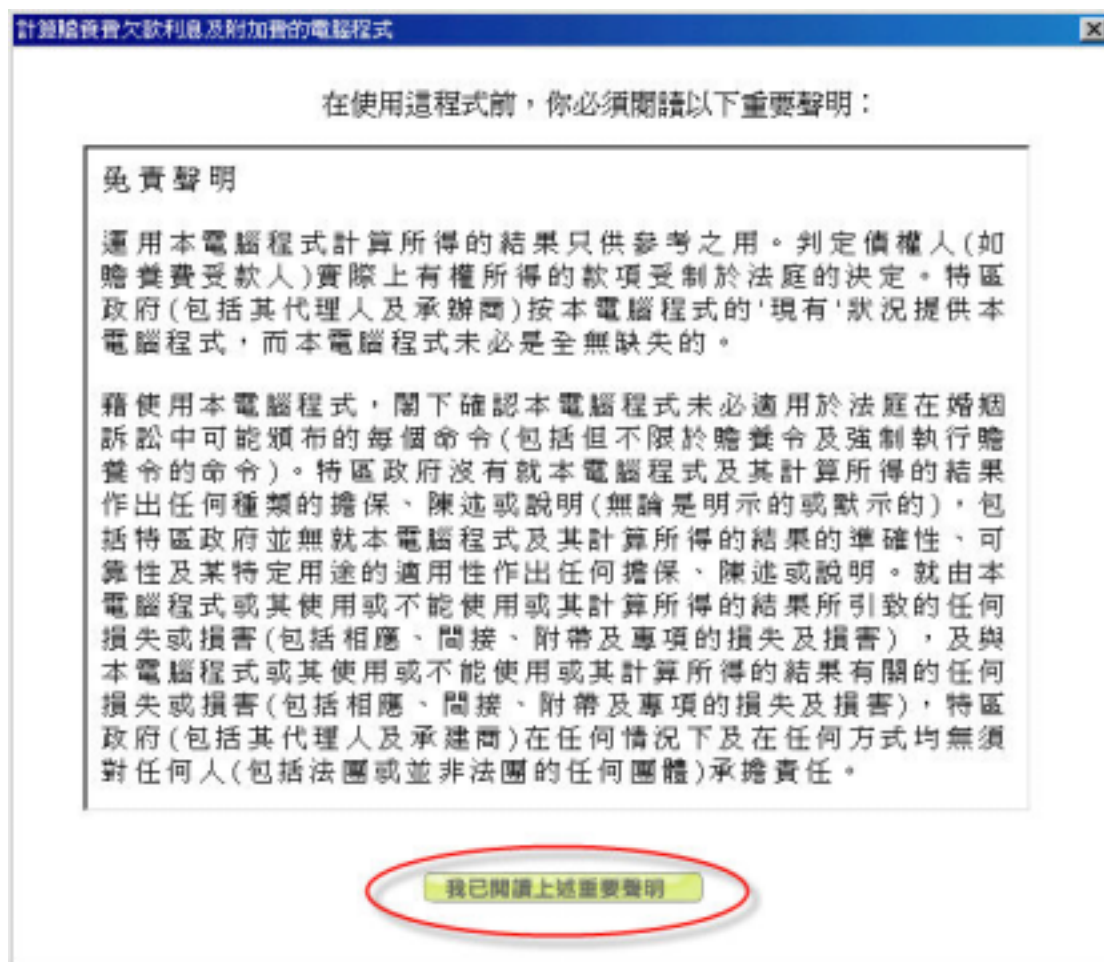 計算贍養費欠款利息及附加費的電腦程式
在使用這程式前，你必須閱讀以下重要聲明：
免責聲明
運用本電腦程式計算所得的結果只供參考之用。判定債權人(如
贍養費受款人)實際上有權所得的款項受制於法庭的決定。特區
政府(包括其代理人及承辦商)按本電腦程式的'現有'狀況提供本
電腦程式，而本電腦程式未必是全無缺失的。
藉使用本電腦程式，閣下確認本電腦程式未必適用於法庭在婚姻
訴訟中可能頒布的每個命令(包括但不限於贍養令及強制執行贍
養令的命令)。特區政府沒有就本電腦程式及其計算所得的結果
作出任何種類的擔保、陳述或說明(無論是明示的或默示的)，包
括特區政府並無就本電腦程式及其計算所得的結果的準確性、可
靠性及某特定用途的適用性作出任何擔保、陳述或說明。就由本
電腦程式或其使用或不能使用或其計算所得的結果所引致的任何
損失或損害(包括相應、間接、附帶及專項的損失及損害) ，及與
本電腦程式或其使用或不能使用或其計算所得的結果有關的任何
損失或損害(包括相應、間接、附帶及專項的損失及損害)，特區
政府(包括其代理人及承建商)在任何情況下及在任何方式均無須
對任何人(包括法團或並非法團的任何團體)承擔責任。
我已閱讀上述重要聲明